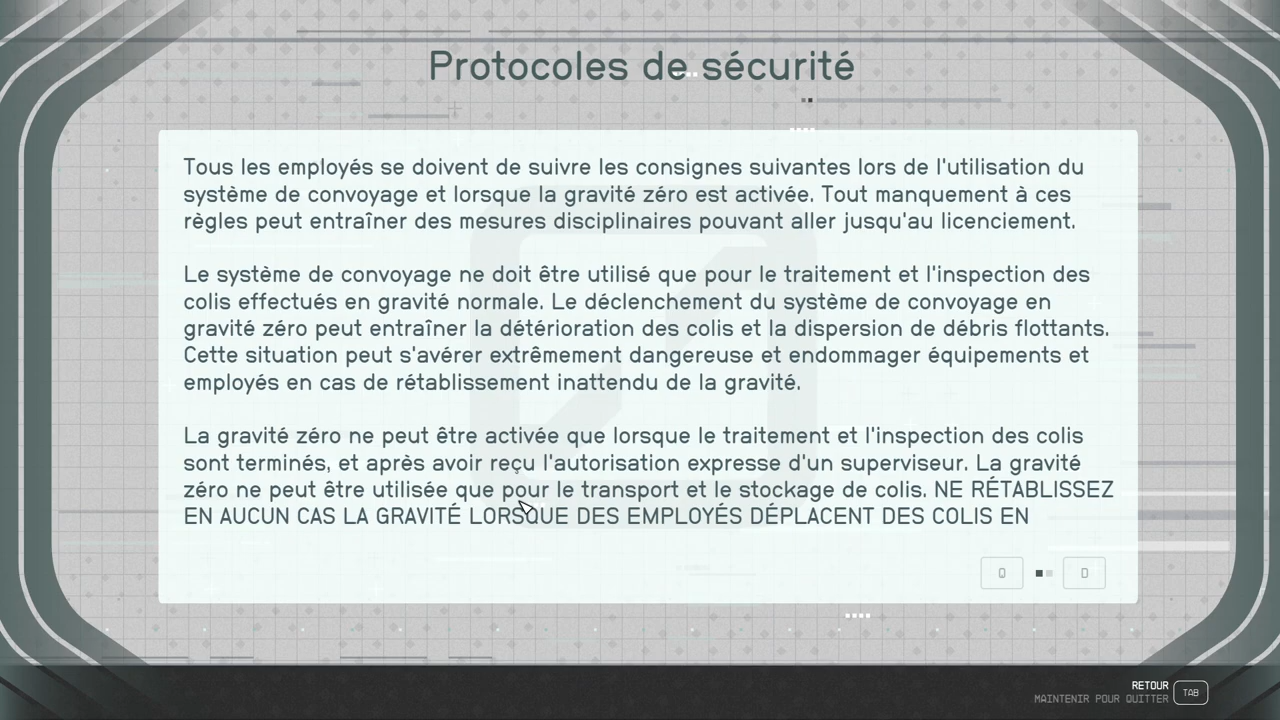 Protocoles de sécurité
Tous les employés se doivent de suivre les consignes suivantes lors de l'utilisation du
système de convoyage et lorsque la gravité zéro est activée. Tout manquement à ces
règles peut entraîner des mesures disciplinaires pouvant aller jusqu'au licenciement.
Le système de convoyage ne doit être utilisé que pour le traitement et l'inspection des
colis effectués en gravité normale. Le déclenchement du système de convoyage en
gravité zéro peut entraîner la détérioration des colis et la dispersion de débris flottants.
Cette situation peut s'avérer extrêmement dangereuse et endommager équipements et
employés en cas de rétablissement inattendu de la gravité.
La gravité zéro ne peut être activée que lorsque le traitement et l'inspection des colis
sont terminés, et après avoir reçu l'autorisation expresse d'un superviseur. La gravité
zéro ne peut être utilisée que pour le transport et le stockage de colis. NE RÉTABLISSEZ
EN AUCUN CAS LA GRAVITÉ LORSQUE DES EMPLOYÉS DÉPLACENT DES COLIS EN
Q D
RETOUR
MAINTENIR POUR QUITTER TAB